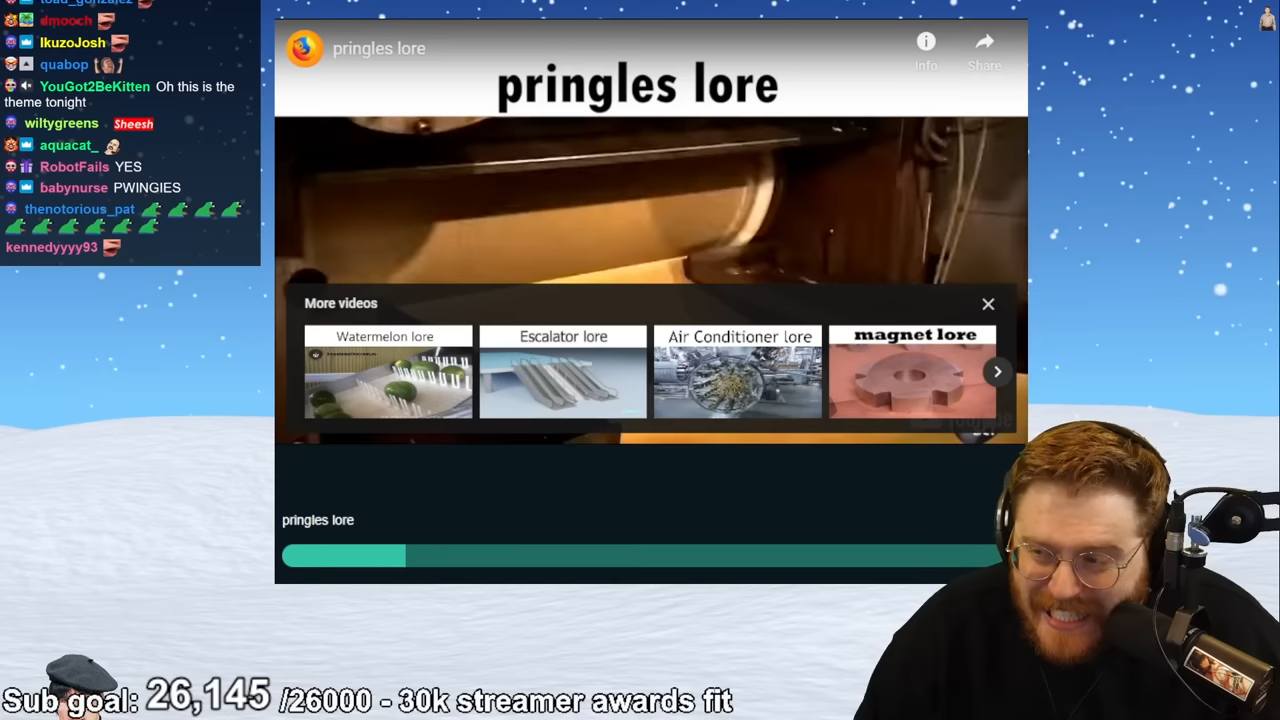 toad_gonzalez
dmooch
IkuzoJosh
quabop
YouGot2BeKitten Oh this is the
theme tonight
wiltygreens Sheesh
aquacat_
RobotFails YES
babynurse PWINGIES
thenotorious_pat
kennedyyyy93
pringles lore
Info
Share
pringles lore
More videos
Watermelon lore
Escalator lore
Air Conditioner lore
magnet lore
pringles lore
Sub goal: 26,145 /26000 - 30k streamer awards fit